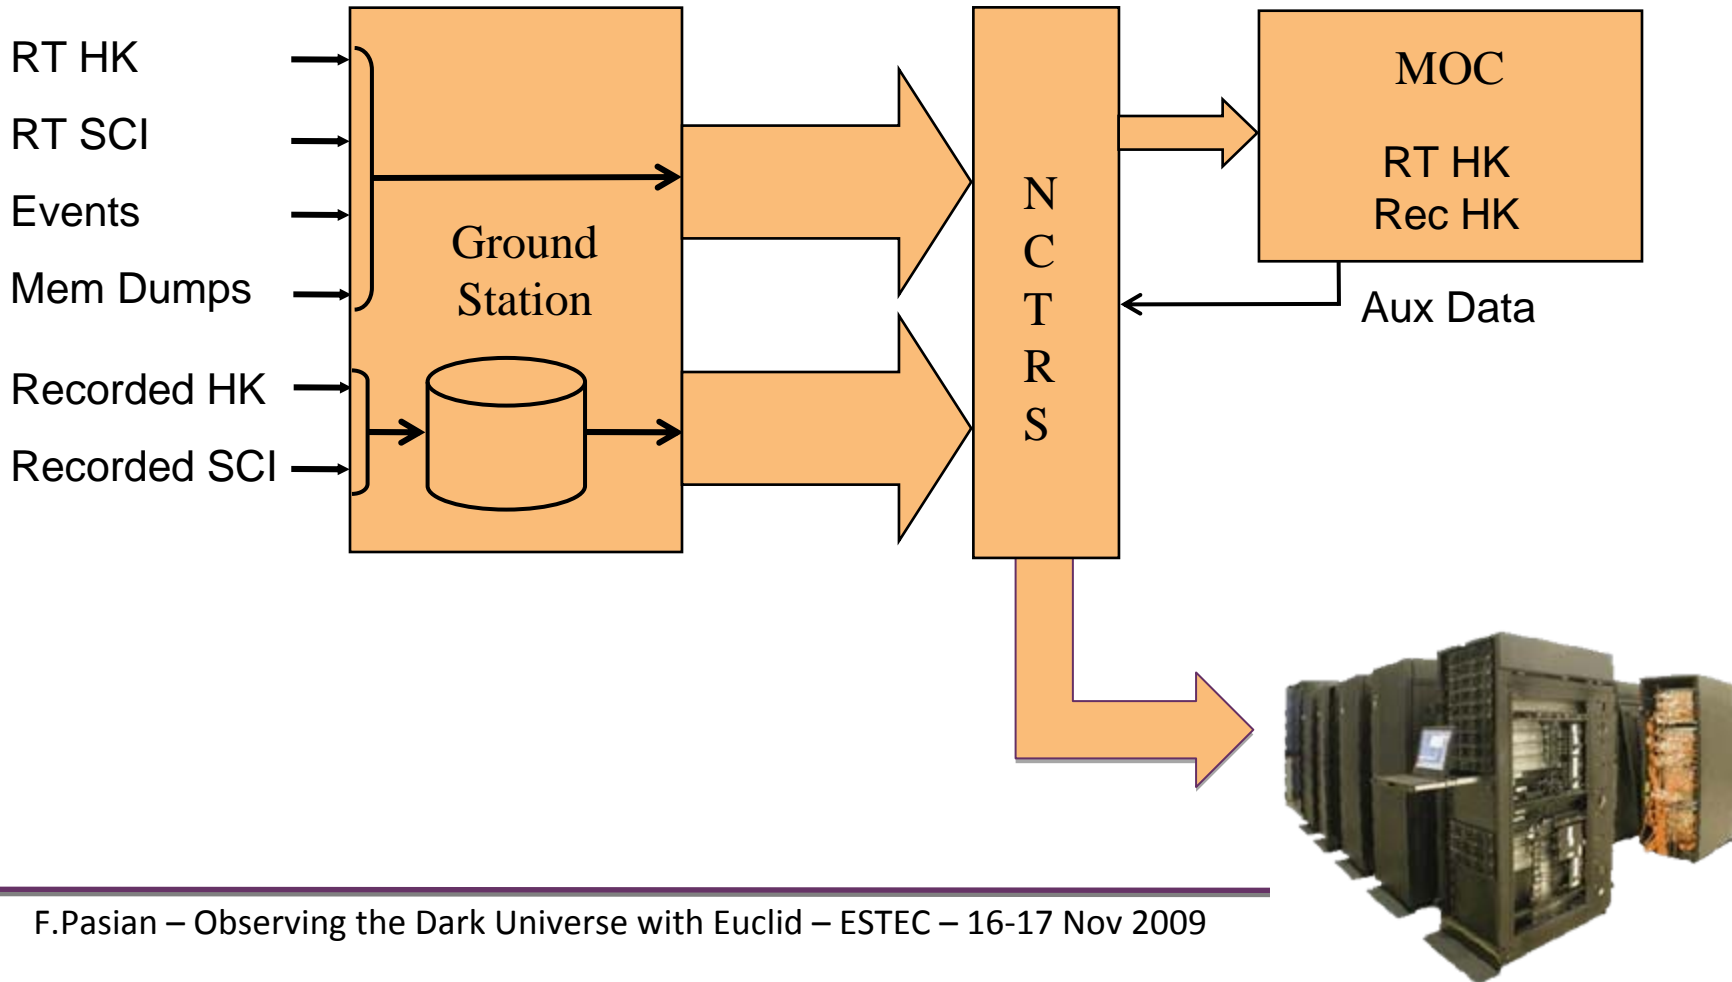 RT HK
RT SCI
Events
Mem Dumps
Recorded HK
Recorded SCI
Ground
Station
N
C
T
R
S
MOC
RT HK
Rec HK
Aux Data
F.Pasian – Observing the Dark Universe with Euclid – ESTEC – 16-17 Nov 2009